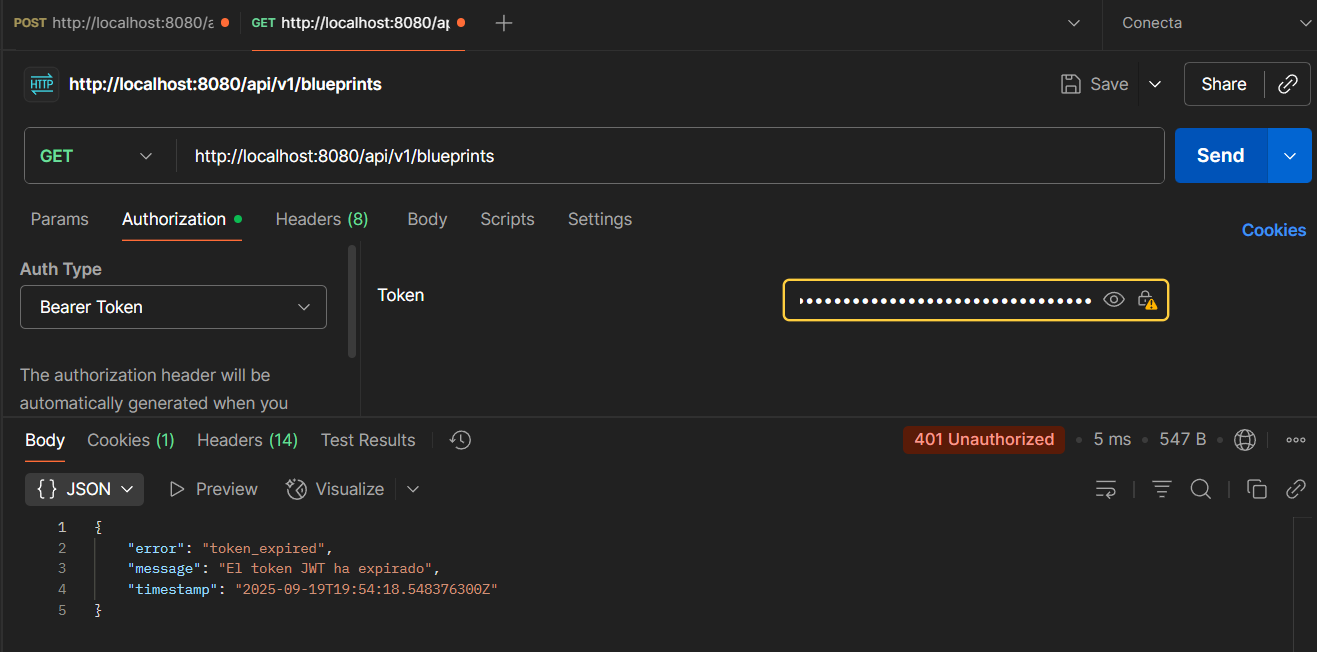 POST http://localhost:8080/a GET http://localhost:8080/ap Conecta
HTTP http://localhost:8080/api/v1/blueprints Save Share
GET http://localhost:8080/api/v1/blueprints Send
Params Authorization Headers (8) Body Scripts Settings Cookies
Auth Type
Bearer Token
Token
The authorization header will be
automatically generated when you
Body Cookies (1) Headers (14) Test Results 401 Unauthorized 5 ms 547 B
{} JSON Preview Visualize
1 {
2 "error": "token_expired",
3 "message": "El token JWT ha expirado",
4 "timestamp": "2025-09-19T19:54:18.548376300Z"
5 }